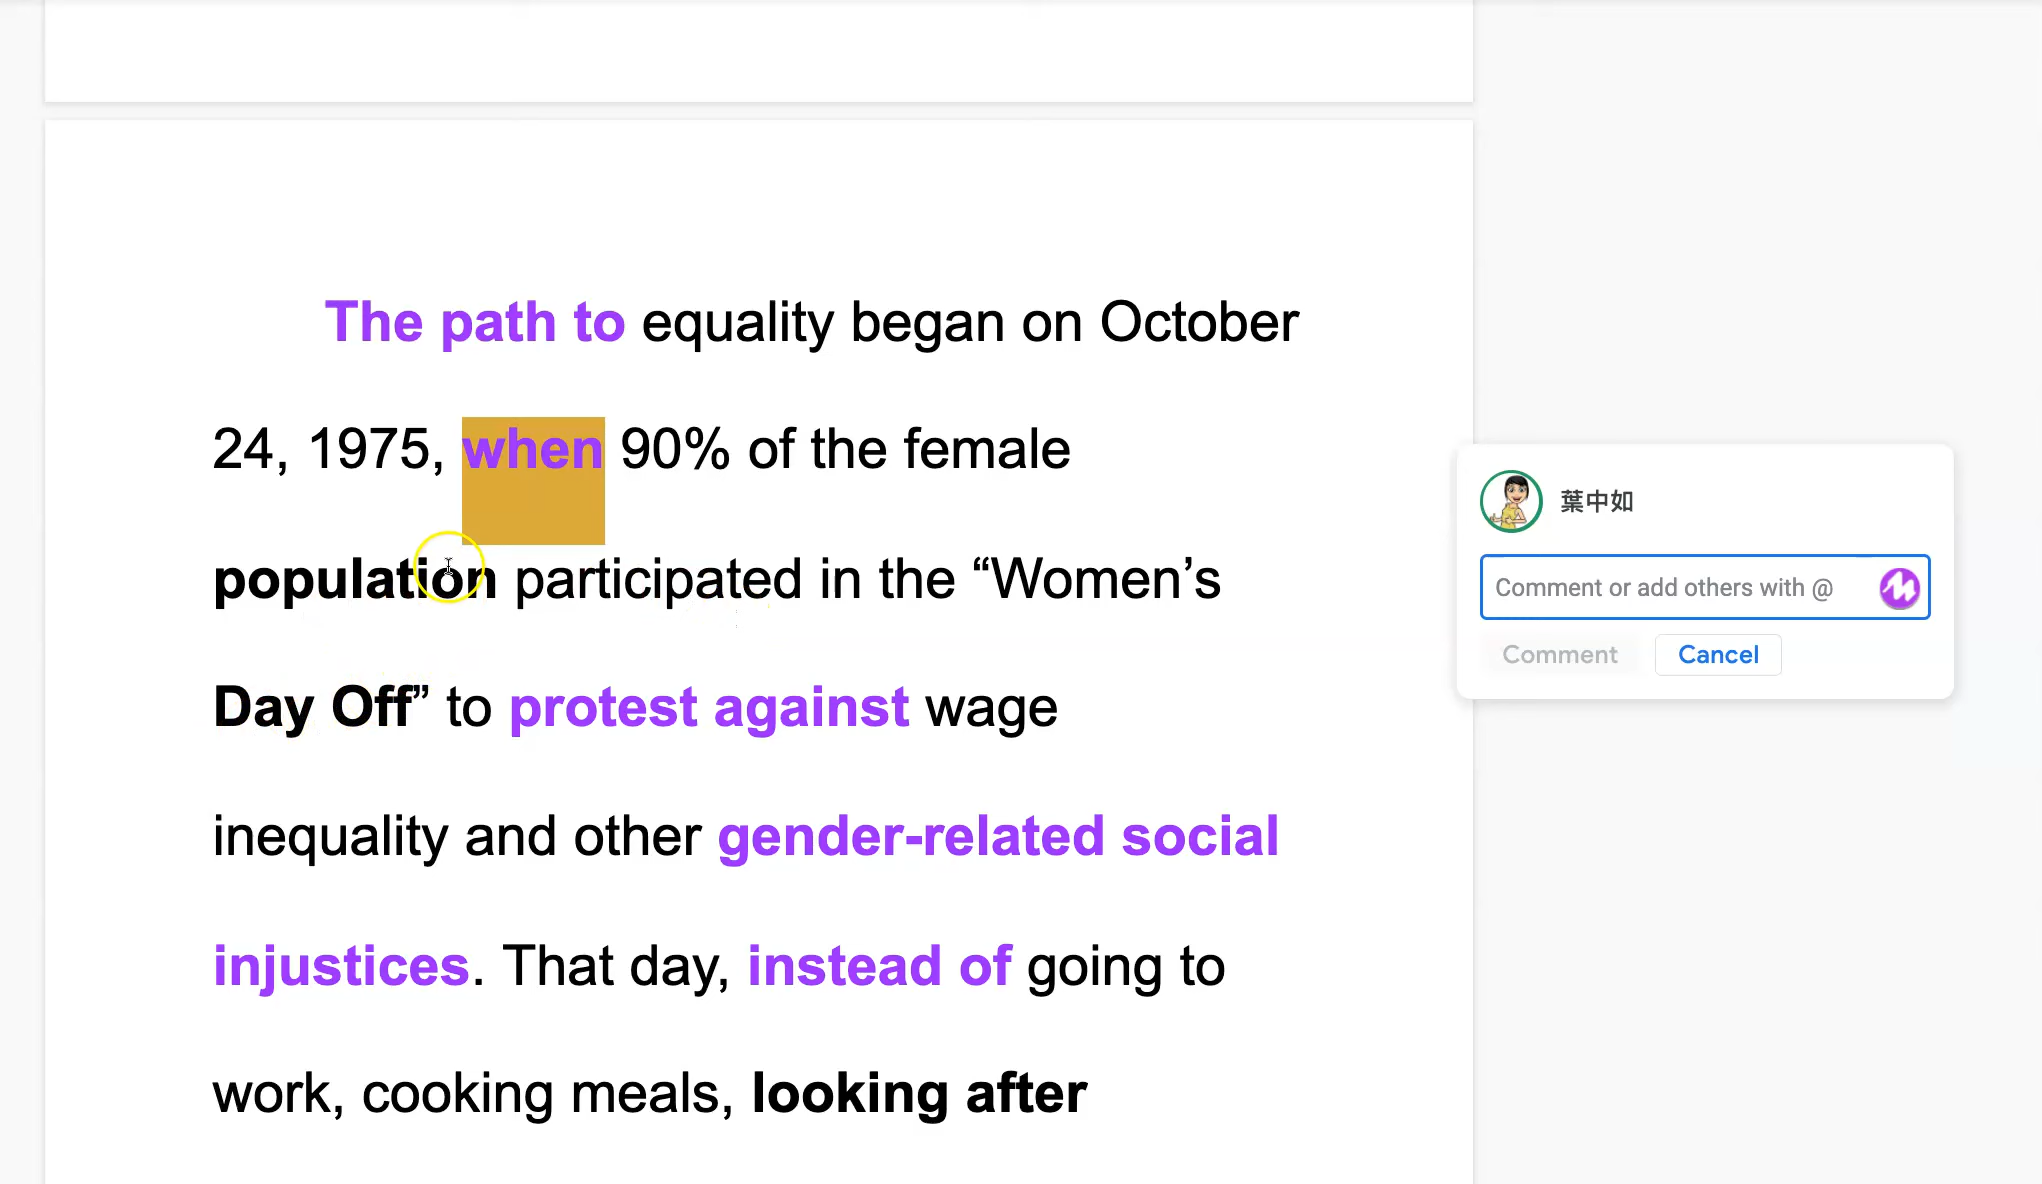 The path to equality began on October
24, 1975, when 90% of the female
population participated in the “Women’s
Day Off” to protest against wage
inequality and other gender-related social
injustices. That day, instead of going to
work, cooking meals, looking after
葉中如
Comment or add others with @
Comment Cancel